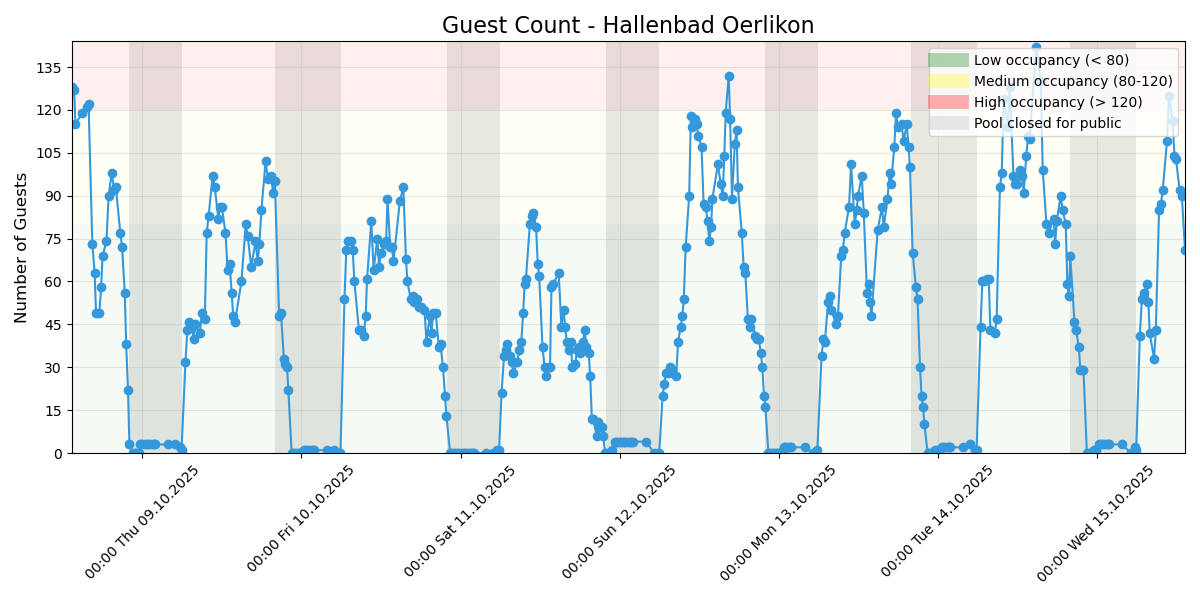 Guest Count - Hallenbad Oerlikon
Number of Guests
135
120
105
90
75
60
45
30
15
0
Low occupancy (< 80)
Medium occupancy (80-120)
High occupancy (> 120)
Pool closed for public
00:00 Thu 09.10.2025
00:00 Fri 10.10.2025
00:00 Sat 11.10.2025
00:00 Sun 12.10.2025
00:00 Mon 13.10.2025
00:00 Tue 14.10.2025
00:00 Wed 15.10.2025